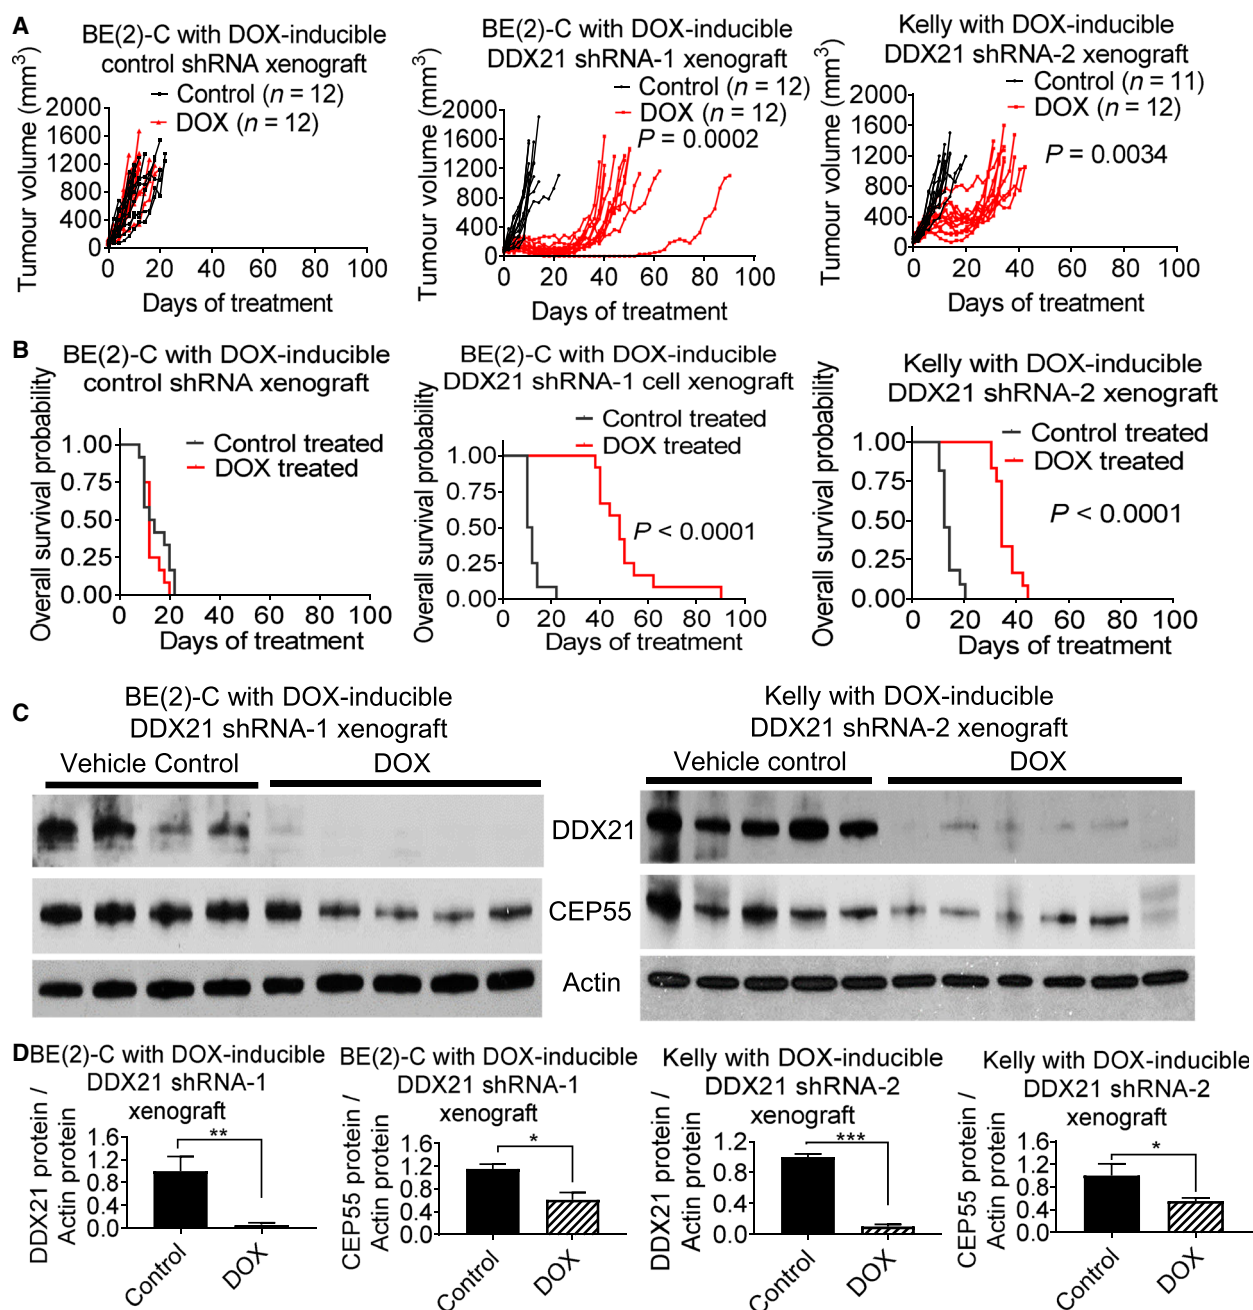 A
BE(2)-C with DOX-inducible
control shRNA xenograft
Control (n = 12)
DOX (n = 12)
Tumour volume (mm³)
2000
1600
1200
800
400
0
0 20 40 60 80 100
Days of treatment
BE(2)-C with DOX-inducible
DDX21 shRNA-1 xenograft
Control (n = 12)
DOX (n = 12)
P = 0.0002
Tumour volume (mm³)
2000
1600
1200
800
400
0
0 20 40 60 80 100
Days of treatment
Kelly with DOX-inducible
DDX21 shRNA-2 xenograft
Control (n = 11)
DOX (n = 12)
P = 0.0034
Tumour volume (mm³)
2000
1600
1200
800
400
0
0 20 40 60 80 100
Days of treatment
B
BE(2)-C with DOX-inducible
control shRNA xenograft
Control treated
DOX treated
Overall survival probability
1.00
0.75
0.50
0.25
0.00
0 20 40 60 80 100
Days of treatment
BE(2)-C with DOX-inducible
DDX21 shRNA-1 cell xenograft
Control treated
DOX treated
P < 0.0001
Overall survival probability
1.00
0.75
0.50
0.25
0.00
0 20 40 60 80 100
Days of treatment
Kelly with DOX-inducible
DDX21 shRNA-2 xenograft
Control treated
DOX treated
P < 0.0001
Overall survival probability
1.00
0.75
0.50
0.25
0.00
0 20 40 60 80 100
Days of treatment
C
BE(2)-C with DOX-inducible
DDX21 shRNA-1 xenograft
Vehicle Control DOX
Kelly with DOX-inducible
DDX21 shRNA-2 xenograft
Vehicle control DOX
DDX21
CEP55
Actin
D
BE(2)-C with DOX-inducible
DDX21 shRNA-1
xenograft
DDX21 protein /
Actin protein
1.6
1.2
0.8
0.4
0.0
**
Control
DOX
BE(2)-C with DOX-inducible
DDX21 shRNA-1
xenograft
CEP55 protein /
Actin protein
1.6
1.2
0.8
0.4
0.0
*
Control
DOX
Kelly with DOX-inducible
DDX21 shRNA-2
xenograft
DDX21 protein /
Actin protein
1.2
0.8
0.4
0.0
***
Control
DOX
Kelly with DOX-inducible
DDX21 shRNA-2
xenograft
CEP55 protein /
Actin protein
1.6
1.2
0.8
0.4
0.0
*
Control
DOX